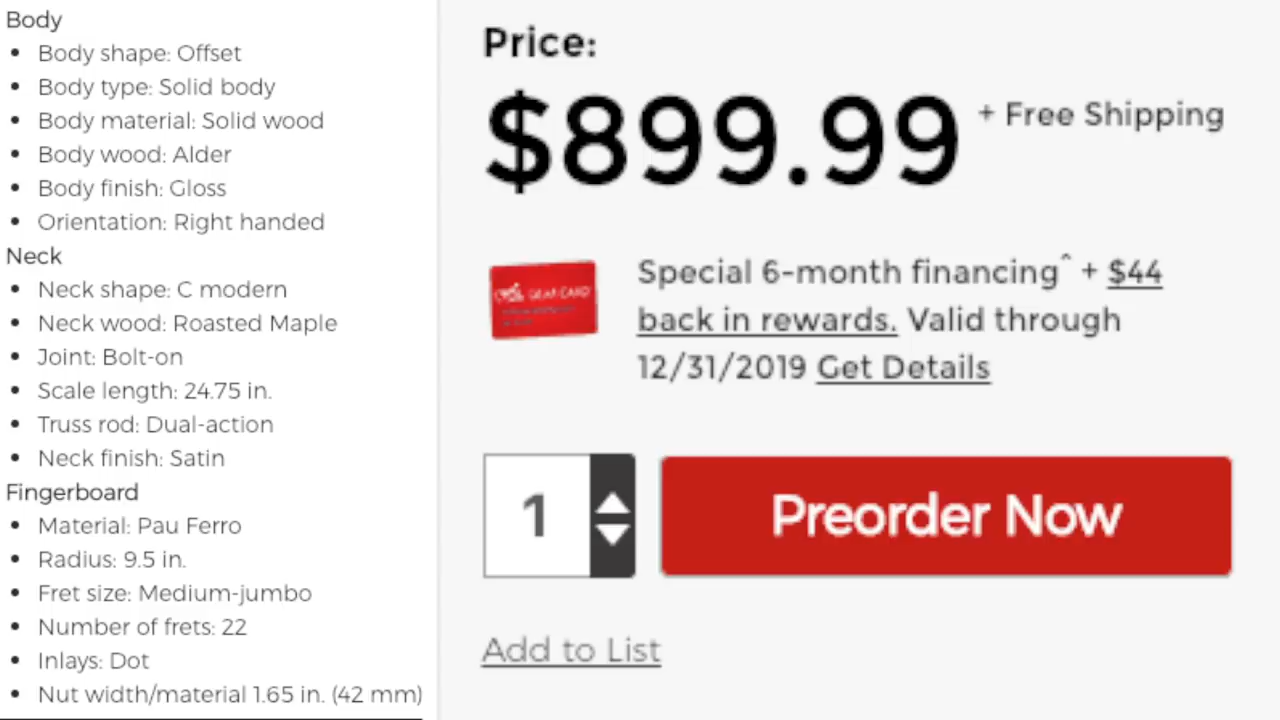 Body
• Body shape: Offset
• Body type: Solid body
• Body material: Solid wood
• Body wood: Alder
• Body finish: Gloss
• Orientation: Right handed
Neck
• Neck shape: C modern
• Neck wood: Roasted Maple
• Joint: Bolt-on
• Scale length: 24.75 in.
• Truss rod: Dual-action
• Neck finish: Satin
Fingerboard
• Material: Pau Ferro
• Radius: 9.5 in.
• Fret size: Medium-jumbo
• Number of frets: 22
• Inlays: Dot
• Nut width/material 1.65 in. (42 mm)
Price:
$899.99 + Free Shipping
GEAR CARD
Special 6-month financing^ + $44
back in rewards. Valid through
12/31/2019 Get Details
1
Preorder Now
Add to List